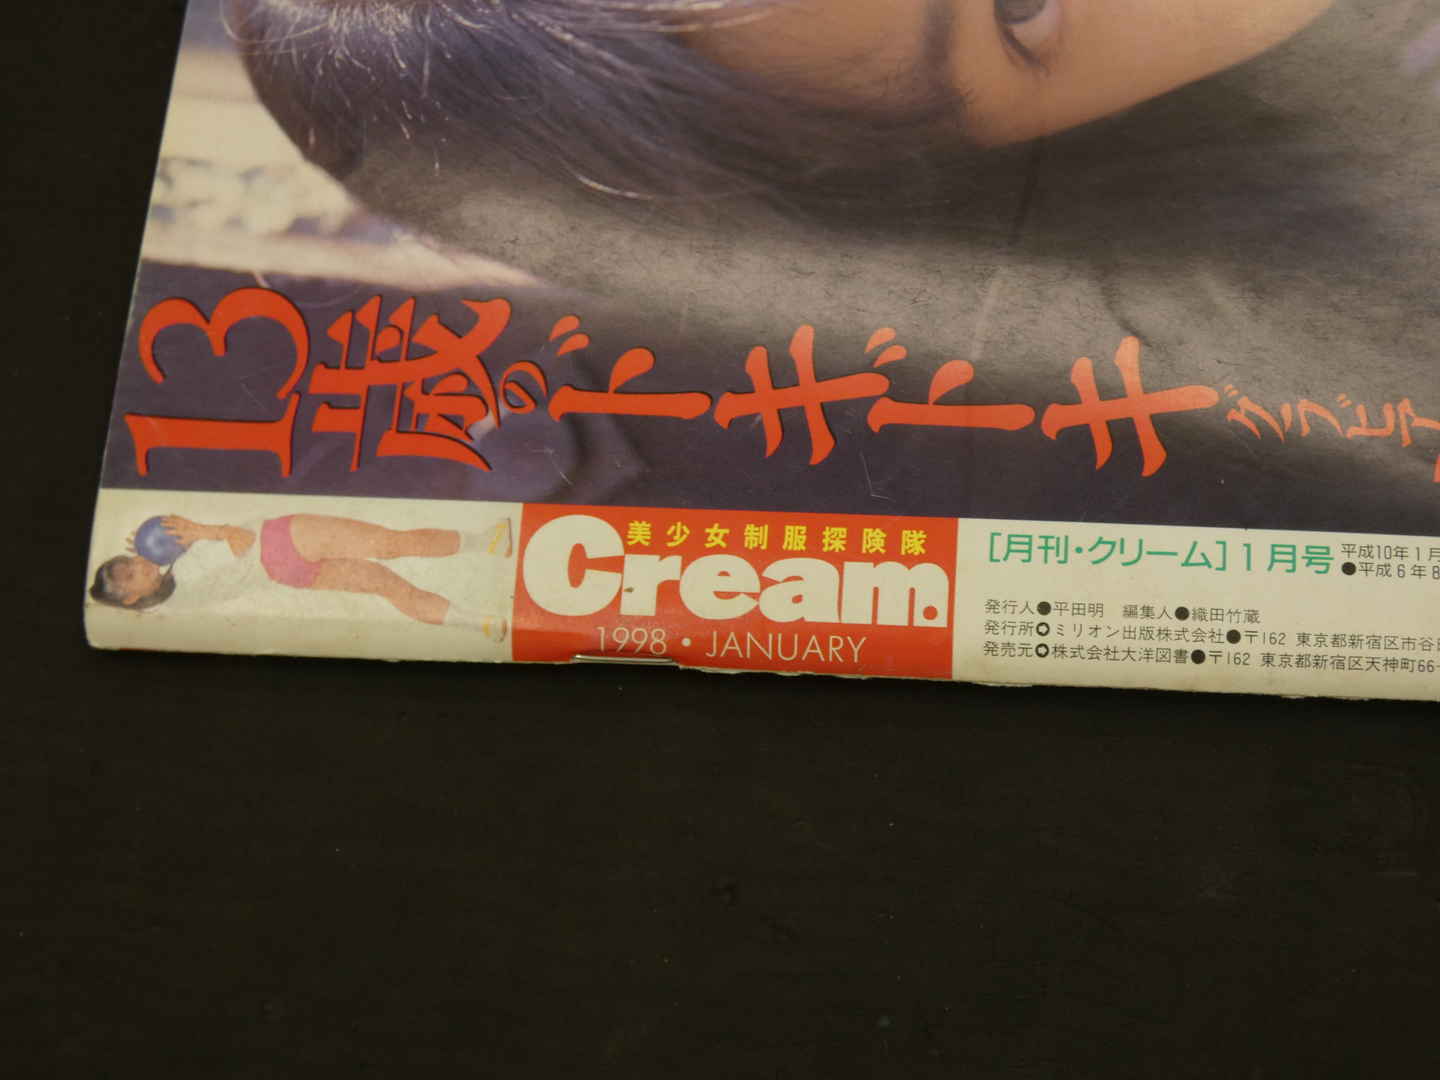 13歳のドキドキグラビア
美少女制服探険隊
Cream.
1998・JANUARY
[月刊・クリーム] 1月号
平成10年1月
●平成6年8
発行人●平田明 編集人●織田竹蔵
発行所✪ミリオン出版株式会社●〒162 東京都新宿区市谷
発売元✪株式会社大洋図書●〒162 東京都新宿区天神町66-